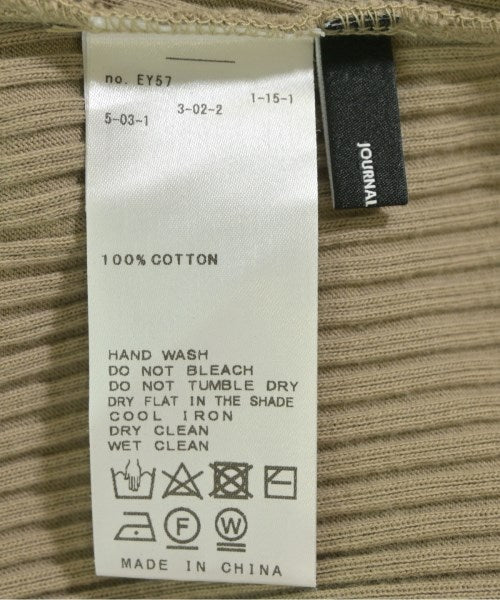 no. EY57
1-15-1
3-02-2
5-03-1
100% COTTON
HAND WASH
DO NOT BLEACH
DO NOT TUMBLE DRY
DRY FLAT IN THE SHADE
COOL IRON
DRY CLEAN
WET CLEAN
F
W
MADE IN CHINA
JOURNAL